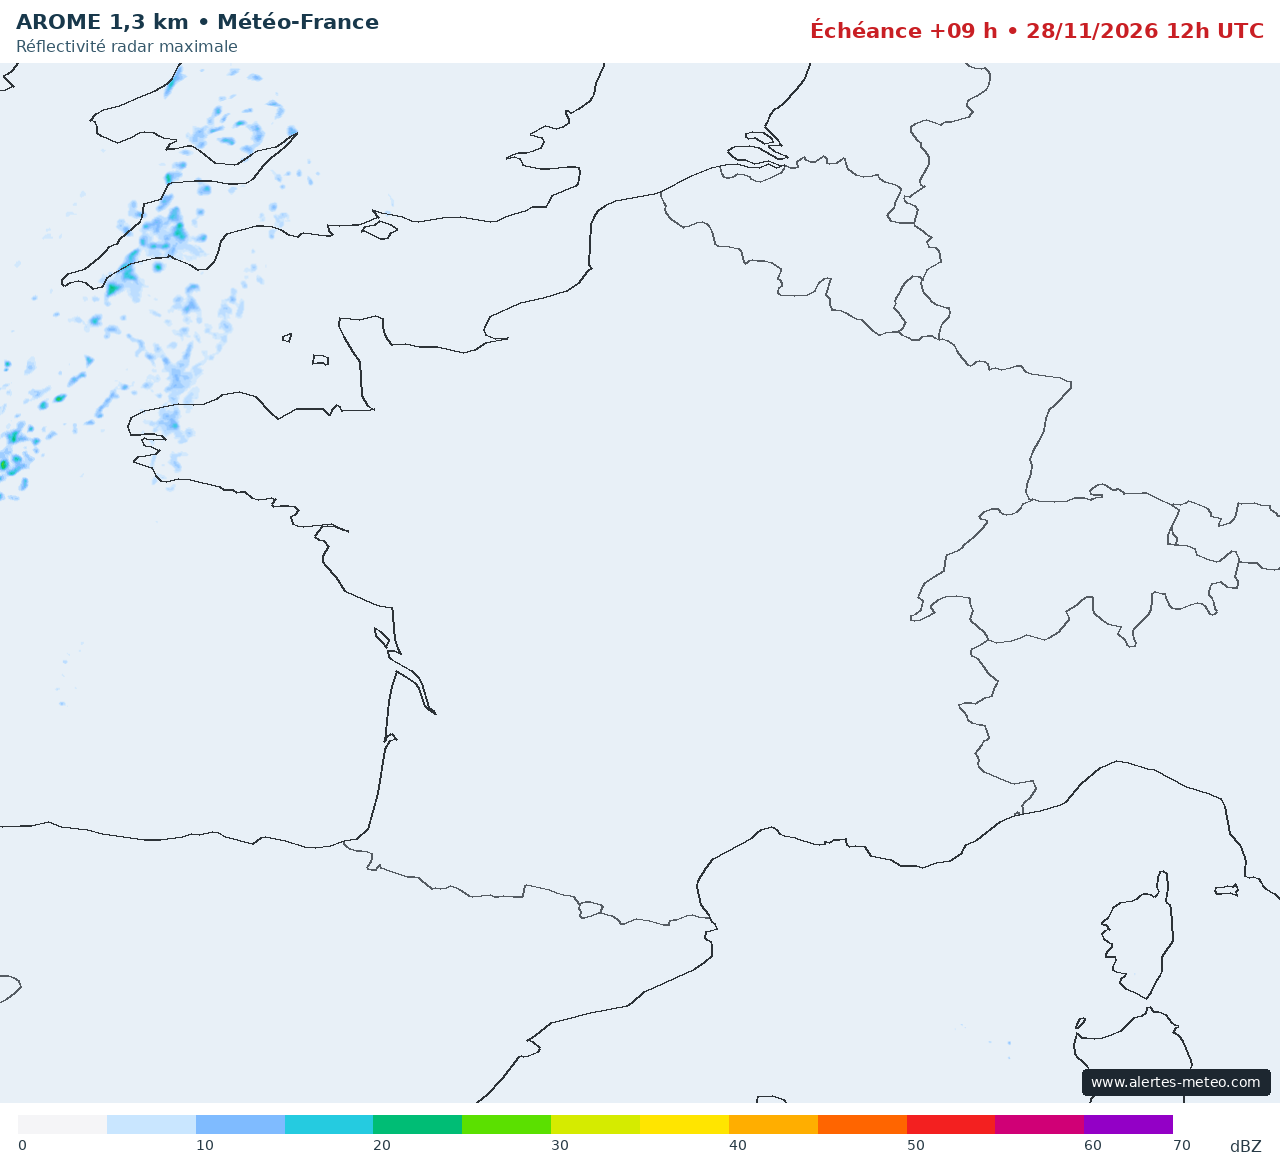 AROME 1,3 km • Météo-France
Réflectivité radar maximale
Échéance +09 h • 28/11/2026 12h UTC
www.alertes-meteo.com
0 10 20 30 40 50 60 70 dBZ